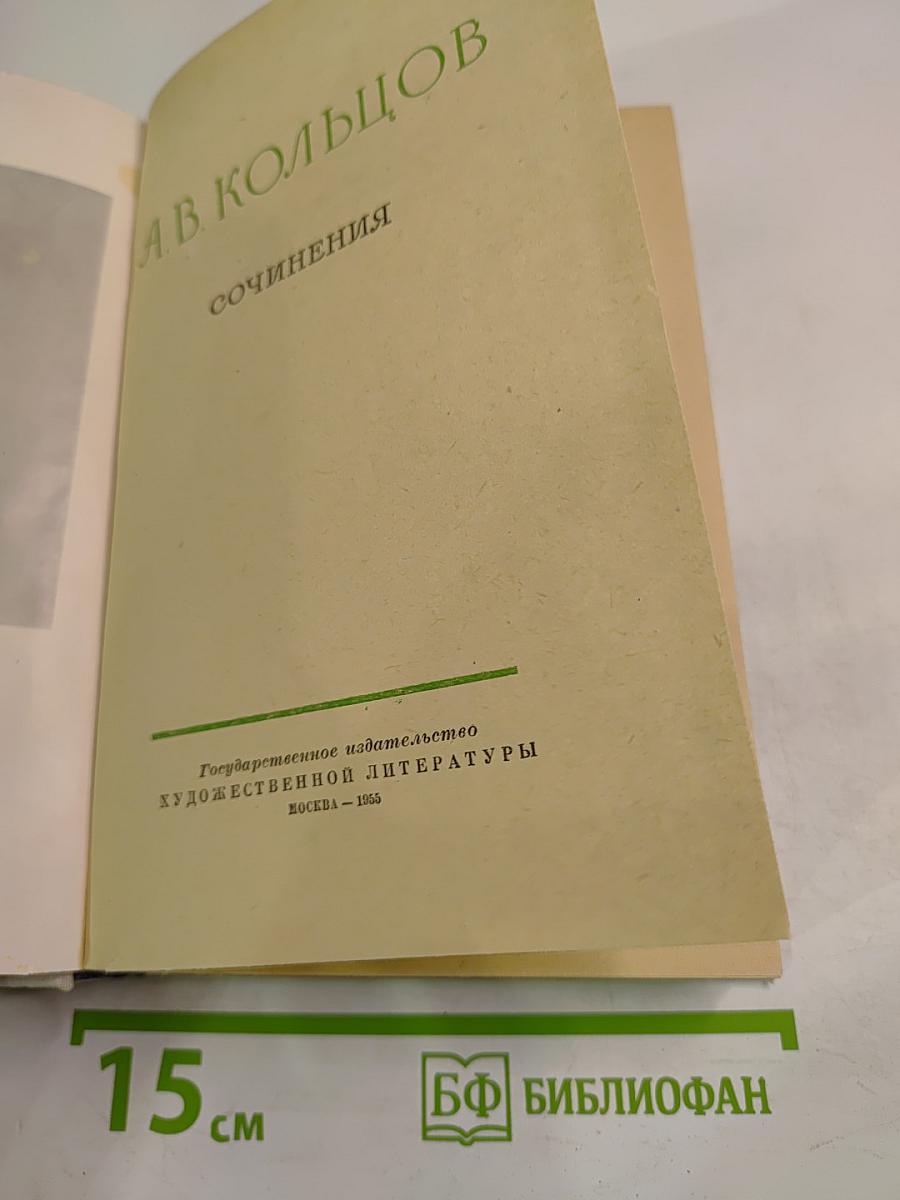 А. В. КОЛЬЦОВ
СОЧИНЕНИЯ
Государственное издательство
ХУДОЖЕСТВЕННОЙ ЛИТЕРАТУРЫ
МОСКВА — 1955
15 см
БФ БИБЛИОФАН